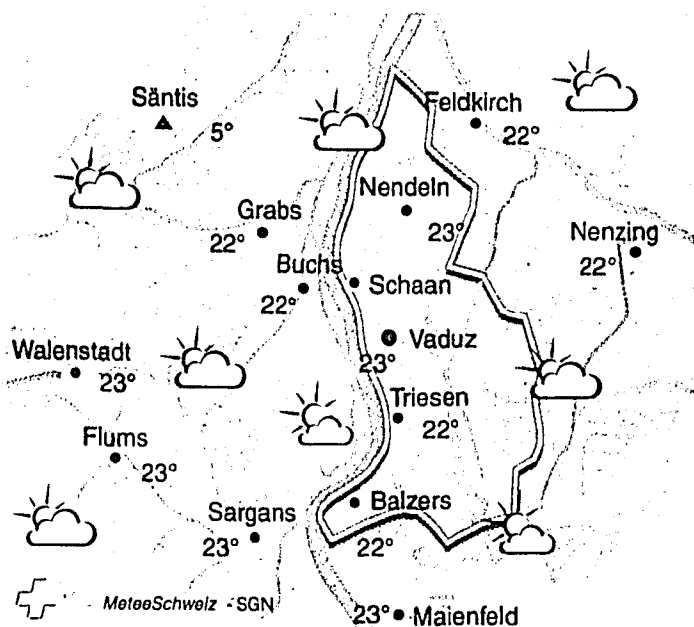 Säntis
5°
Feldkirch
22°
Nendeln
23°
Grabs
22°
Nenzing
22°
Buchs
22°
Schaan
Vaduz
23°
Walenstadt
23°
Triesen
22°
Flums
23°
Balzers
22°
Sargans
23°
MeteeSchweiz - SGN
23°
Maienfeld